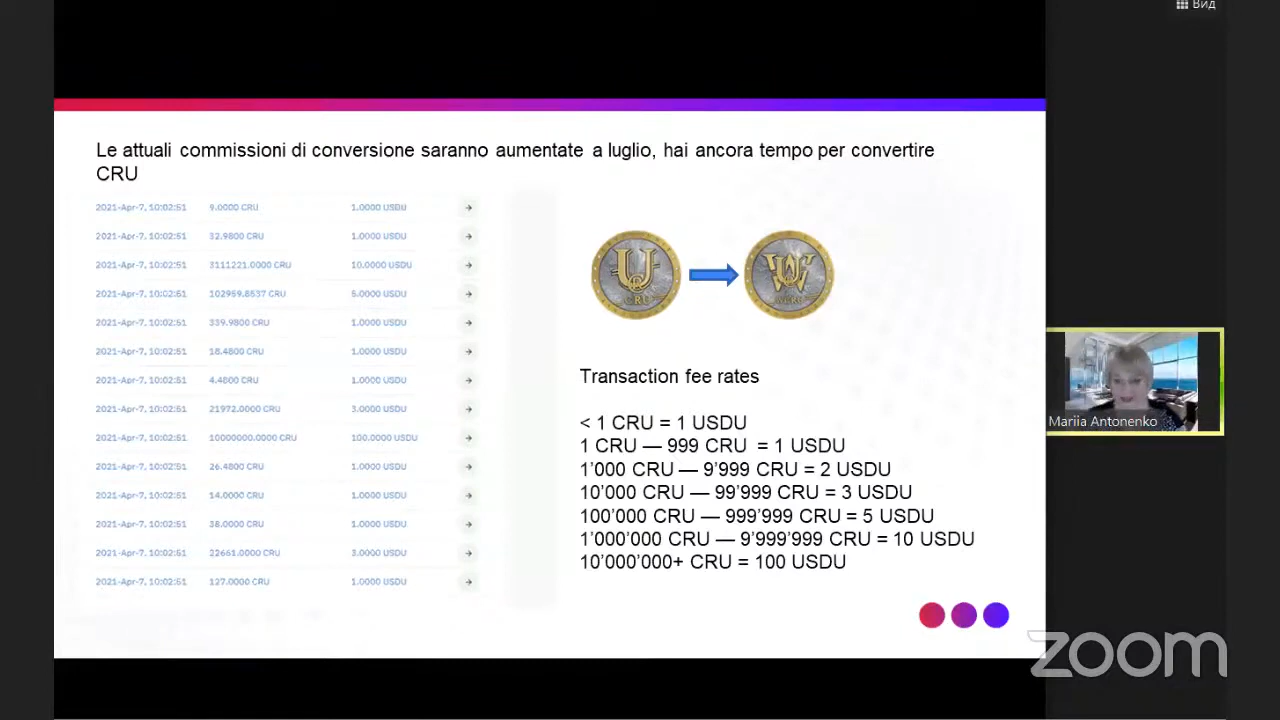 Вид
Le attuali commissioni di conversione saranno aumentate a luglio, hai ancora tempo per convertire
CRU
2021-Apr-7, 10:02:51 9.0000 CRU 1.0000 USDU
2021-Apr-7, 10:02:51 32.9800 CRU 1.0000 USDU
2021-Apr-7, 10:02:51 3111221.0000 CRU 10.0000 USDU
2021-Apr-7, 10:02:51 102959.8537 CRU 5.0000 USDU
2021-Apr-7, 10:02:51 339.9800 CRU 1.0000 USDU
2021-Apr-7, 10:02:51 18.4800 CRU 1.0000 USDU
2021-Apr-7, 10:02:51 4.4800 CRU 1.0000 USDU
2021-Apr-7, 10:02:51 21972.0000 CRU 3.0000 USDU
2021-Apr-7, 10:02:51 10000000.0000 CRU 100.0000 USDU
2021-Apr-7, 10:02:51 26.4800 CRU 1.0000 USDU
2021-Apr-7, 10:02:51 14.0000 CRU 1.0000 USDU
2021-Apr-7, 10:02:51 38.0000 CRU 1.0000 USDU
2021-Apr-7, 10:02:51 22661.0000 CRU 3.0000 USDU
2021-Apr-7, 10:02:51 127.0000 CRU 1.0000 USDU
CRU
Transaction fee rates
< 1 CRU = 1 USDU
1 CRU — 999 CRU = 1 USDU
1’000 CRU — 9’999 CRU = 2 USDU
10’000 CRU — 99’999 CRU = 3 USDU
100’000 CRU — 999’999 CRU = 5 USDU
1’000’000 CRU — 9’999’999 CRU = 10 USDU
10’000’000+ CRU = 100 USDU
Mariia Antonenko
zoom